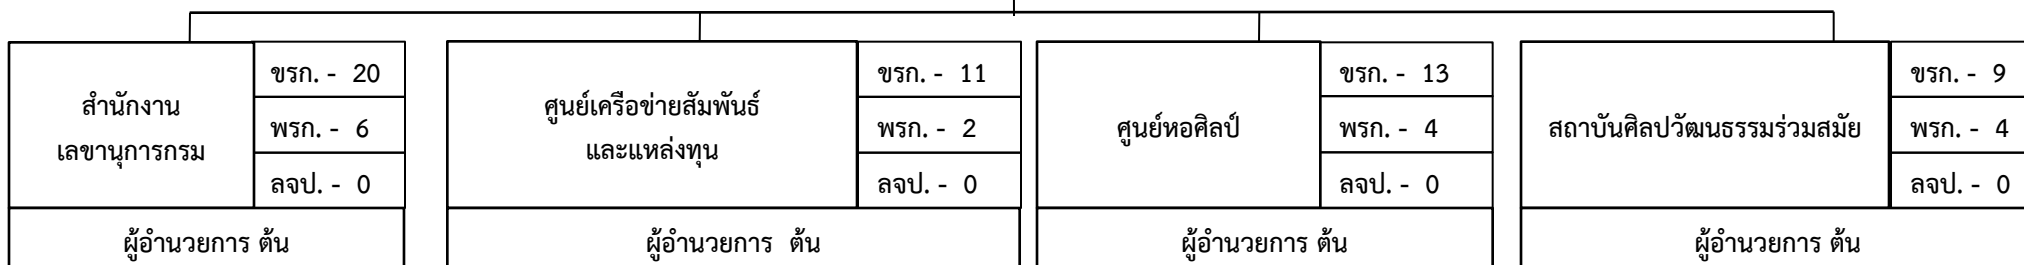 สำนักงาน
เลขานุการกรม
ขรก. - 20
พรก. - 6
ลจป. - 0
ผู้อำนวยการ ต้น
ศูนย์เครือข่ายสัมพันธ์
และแหล่งทุน
ขรก. - 11
พรก. - 2
ลจป. - 0
ผู้อำนวยการ ต้น
ศูนย์หอศิลป์
ขรก. - 13
พรก. - 4
ลจป. - 0
ผู้อำนวยการ ต้น
สถาบันศิลปวัฒนธรรมร่วมสมัย
ขรก. - 9
พรก. - 4
ลจป. - 0
ผู้อำนวยการ ต้น